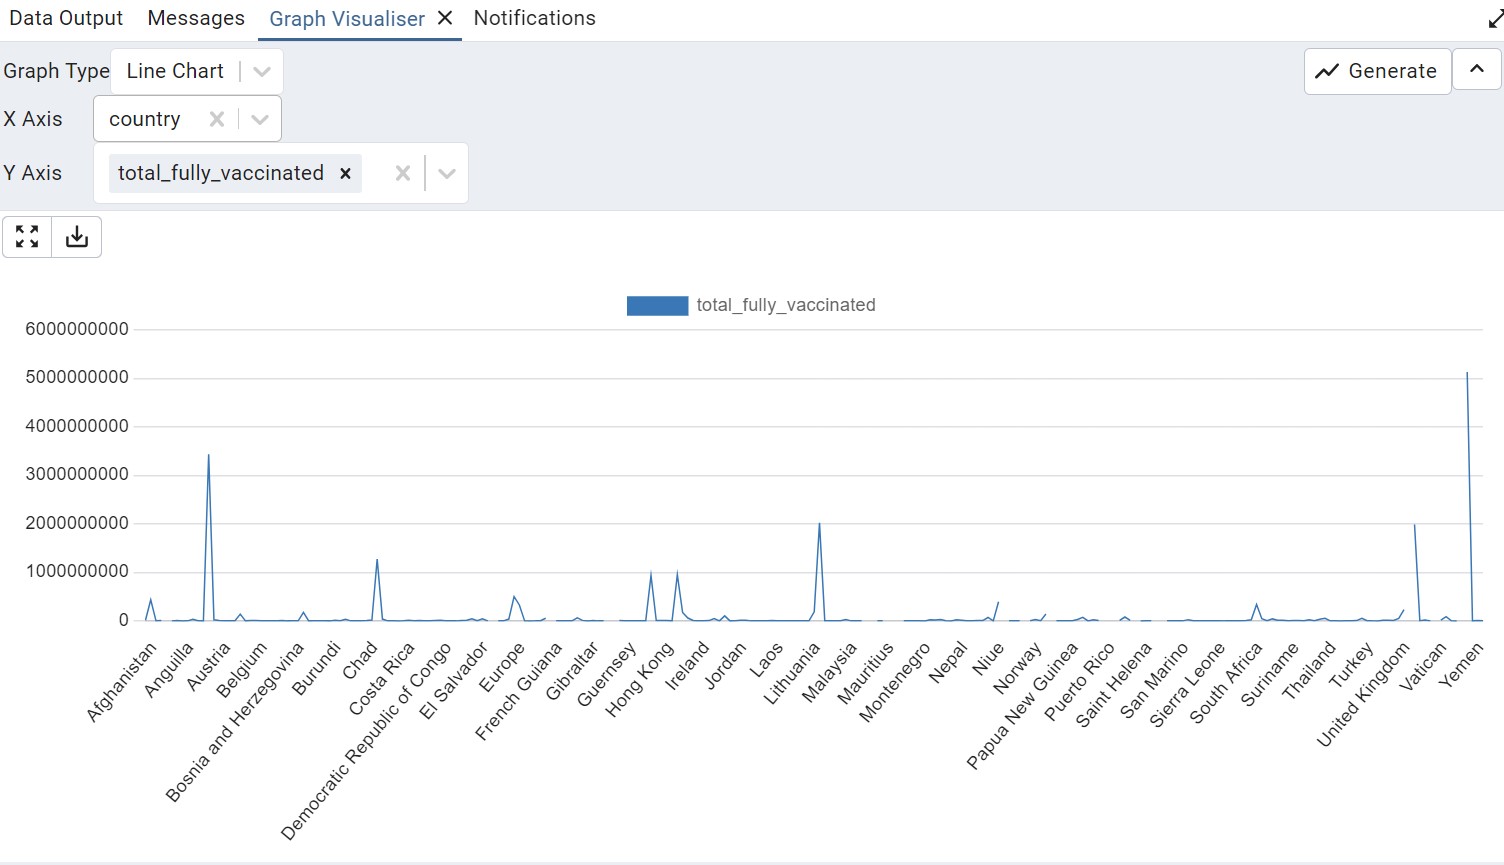 Data Output Messages Graph Visualiser Notifications
Graph Type Line Chart Generate
X Axis country
Y Axis total_fully_vaccinated
total_fully_vaccinated
6000000000
5000000000
4000000000
3000000000
2000000000
1000000000
0
Afghanistan
Anguilla
Austria
Belgium
Bosnia and Herzegovina
Burundi
Chad
Costa Rica
Democratic Republic of Congo
El Salvador
Europe
French Guiana
Gibraltar
Guernsey
Hong Kong
Ireland
Jordan
Laos
Lithuania
Malaysia
Mauritius
Montenegro
Nepal
Niue
Norway
Papua New Guinea
Puerto Rico
Saint Helena
San Marino
Sierra Leone
South Africa
Suriname
Thailand
Turkey
United Kingdom
Vatican
Yemen